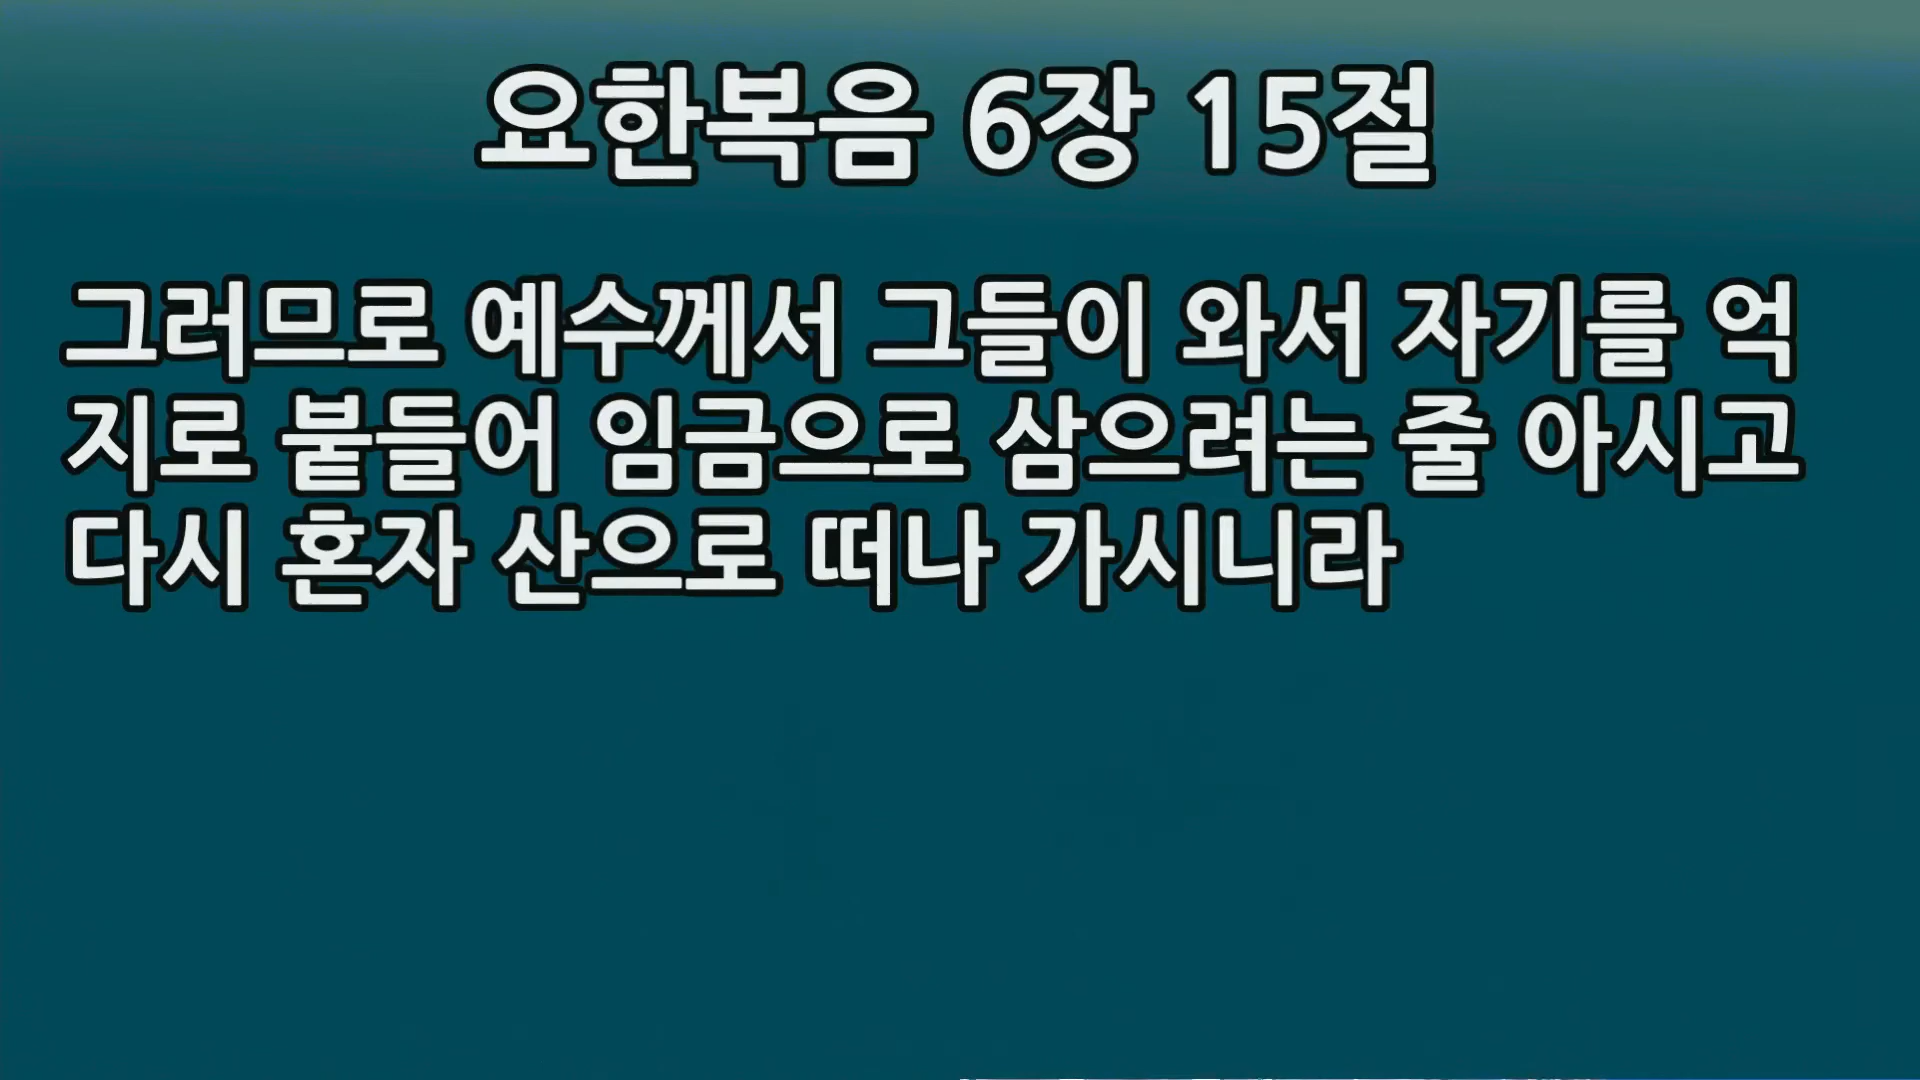 요한복음 6장 15절
그러므로 예수께서 그들이 와서 자기를 억
지로 붙들어 임금으로 삼으려는 줄 아시고
다시 혼자 산으로 떠나 가시니라